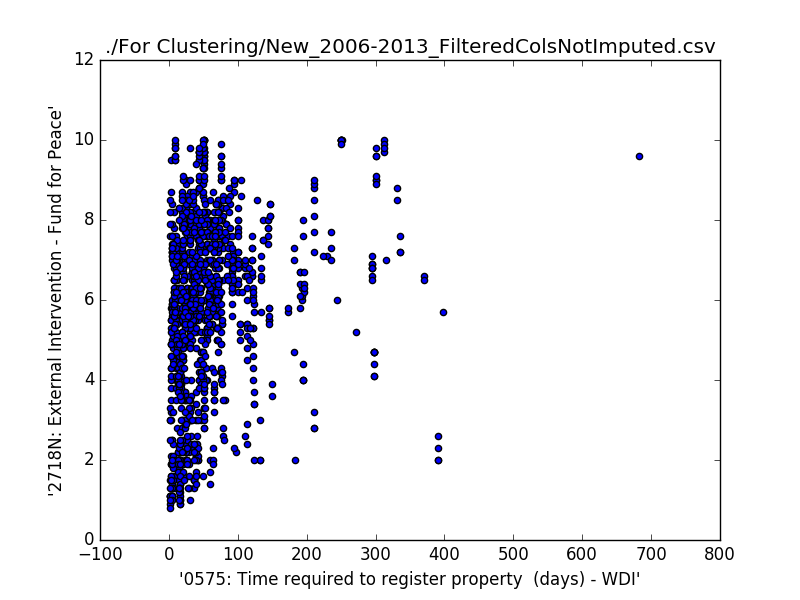 ./For Clustering/New_2006-2013_FilteredColsNotImputed.csv
12
10
8
6
4
2
0
'2718N: External Intervention - Fund for Peace'
−100 0 100 200 300 400 500 600 700 800
'0575: Time required to register property  (days) - WDI'